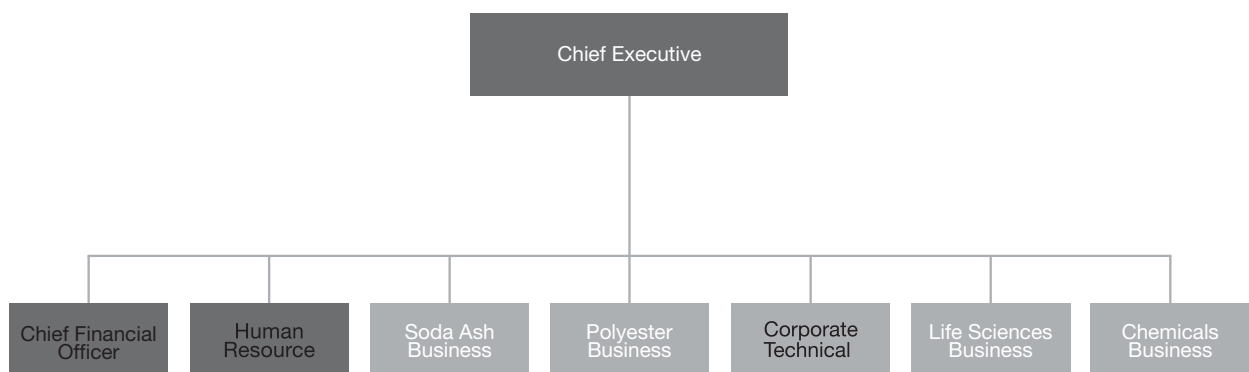 Chief Executive
Chief Financial
Officer
Human
Resource
Soda Ash
Business
Polyester
Business
Corporate
Technical
Life Sciences
Business
Chemicals
Business